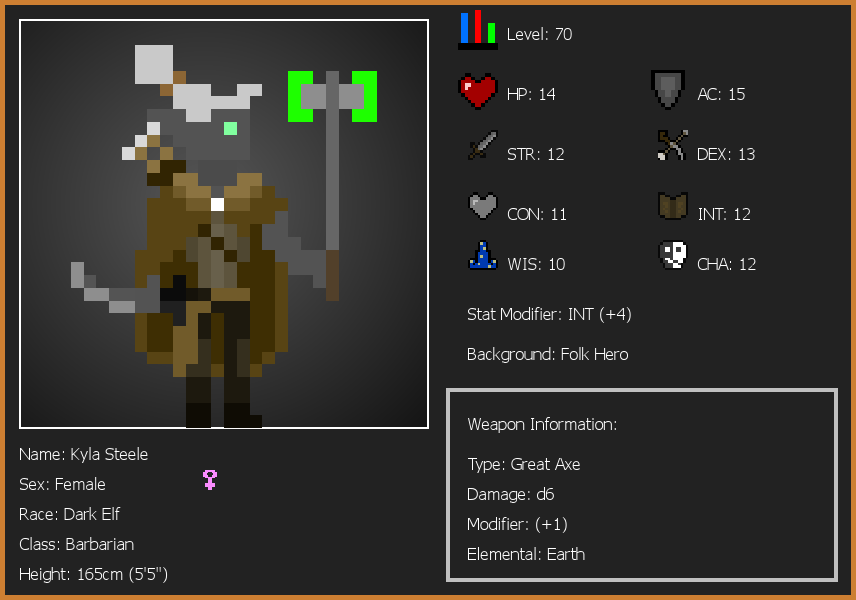 Level: 70
HP: 14
AC: 15
STR: 12
DEX: 13
CON: 11
INT: 12
WIS: 10
CHA: 12
Stat Modifier: INT (+4)
Background: Folk Hero
Weapon Information:
Type: Great Axe
Damage: d6
Modifier: (+1)
Elemental: Earth
Name: Kyla Steele
Sex: Female
Race: Dark Elf
Class: Barbarian
Height: 165cm (5'5")